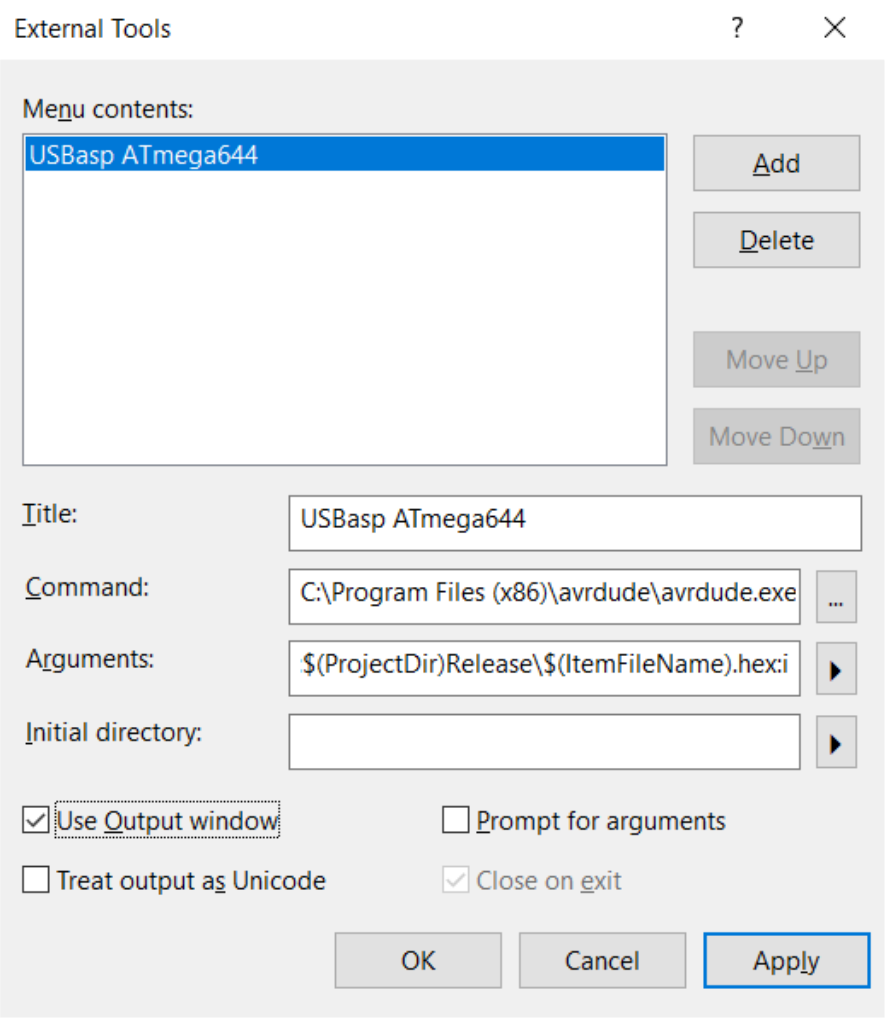 External Tools
?
Menu contents:
USBasp ATmega644
Add
Delete
Move Up
Move Down
Title:
USBasp ATmega644
Command:
C:\Program Files (x86)\avrdude\avrdude.exe
...
Arguments:
:$(ProjectDir)Release\$(ItemFileName).hex:i
Initial directory:
Use Output window
Prompt for arguments
Treat output as Unicode
Close on exit
OK
Cancel
Apply